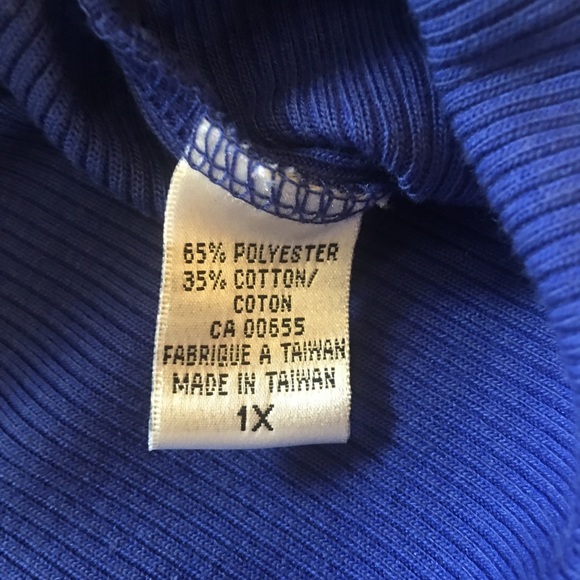 65% POLYESTER
35% COTTON/
COTON
CA 00655
FABRIQUE A TAIWAN
MADE IN TAIWAN
1X